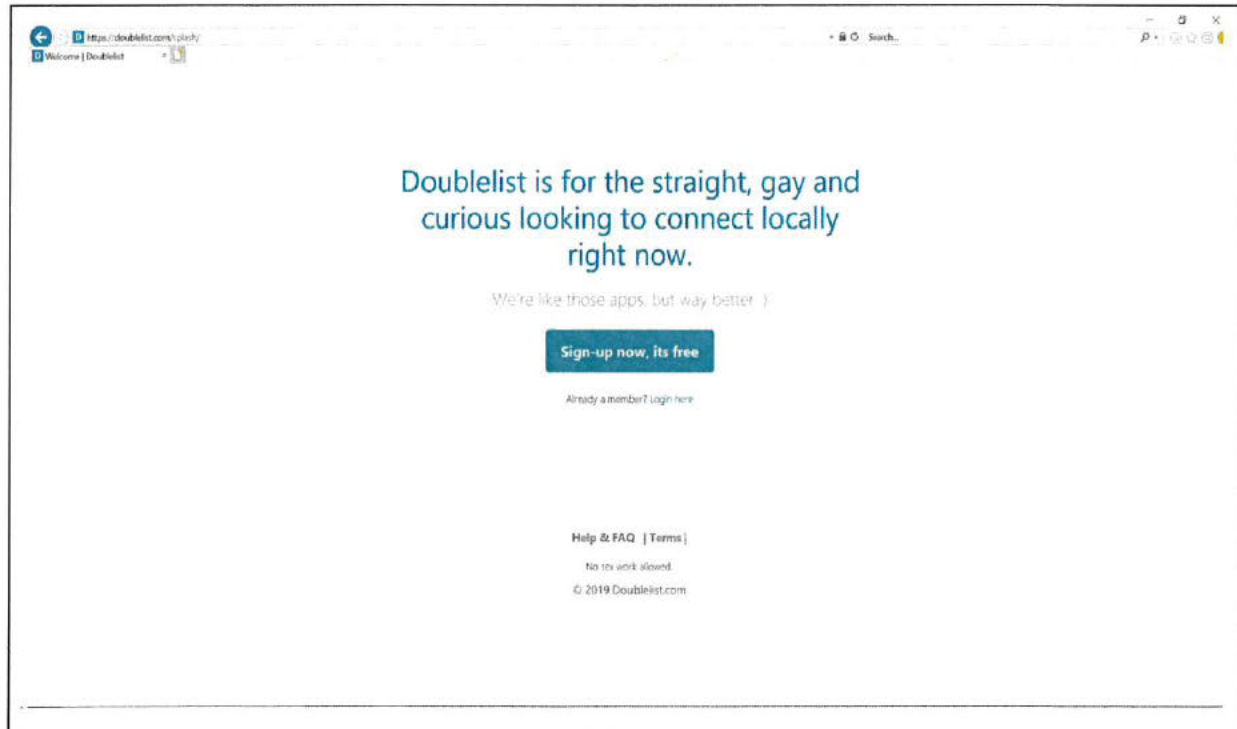 https://doublelist.com/splash/
Search...
Welcome | Doublelist
Doublelist is for the straight, gay and
curious looking to connect locally
right now.
We're like those apps, but way better :)
Sign-up now, its free
Already a member? Login here
Help & FAQ | Terms |
No sex work allowed.
© 2019 Doublelist.com